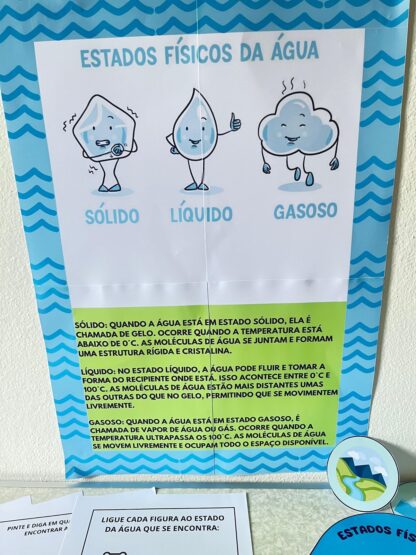 ESTADOS FÍSICOS DA ÁGUA
SÓLIDO
LÍQUIDO
GASOSO
SÓLIDO: QUANDO A ÁGUA ESTÁ EM ESTADO SÓLIDO, ELA É
CHAMADA DE GELO. OCORRE QUANDO A TEMPERATURA ESTÁ
ABAIXO DE 0°C. AS MOLÉCULAS DE ÁGUA SE JUNTAM E FORMAM
UMA ESTRUTURA RÍGIDA E CRISTALINA.
LÍQUIDO: NO ESTADO LÍQUIDO, A ÁGUA PODE FLUIR E TOMAR A
FORMA DO RECIPIENTE ONDE ESTÁ. ISSO ACONTECE ENTRE 0°C E
100°C. AS MOLÉCULAS DE ÁGUA ESTÃO MAIS DISTANTES UMAS
DAS OUTRAS DO QUE NO GELO, PERMITINDO QUE SE MOVIMENTEM
LIVREMENTE.
GASOSO: QUANDO A ÁGUA ESTÁ EM ESTADO GASOSO, É
CHAMADA DE VAPOR DE ÁGUA OU GÁS. OCORRE QUANDO A
TEMPERATURA ULTRAPASSA OS 100°C. AS MOLÉCULAS DE ÁGUA
SE MOVEM LIVREMENTE E OCUPAM TODO O ESPAÇO DISPONÍVEL.
PINTE E DIGA EM QU
ENCONTRAR A
LIGUE CADA FIGURA AO ESTADO
DA ÁGUA QUE SE ENCONTRA:
ESTADOS FÍS